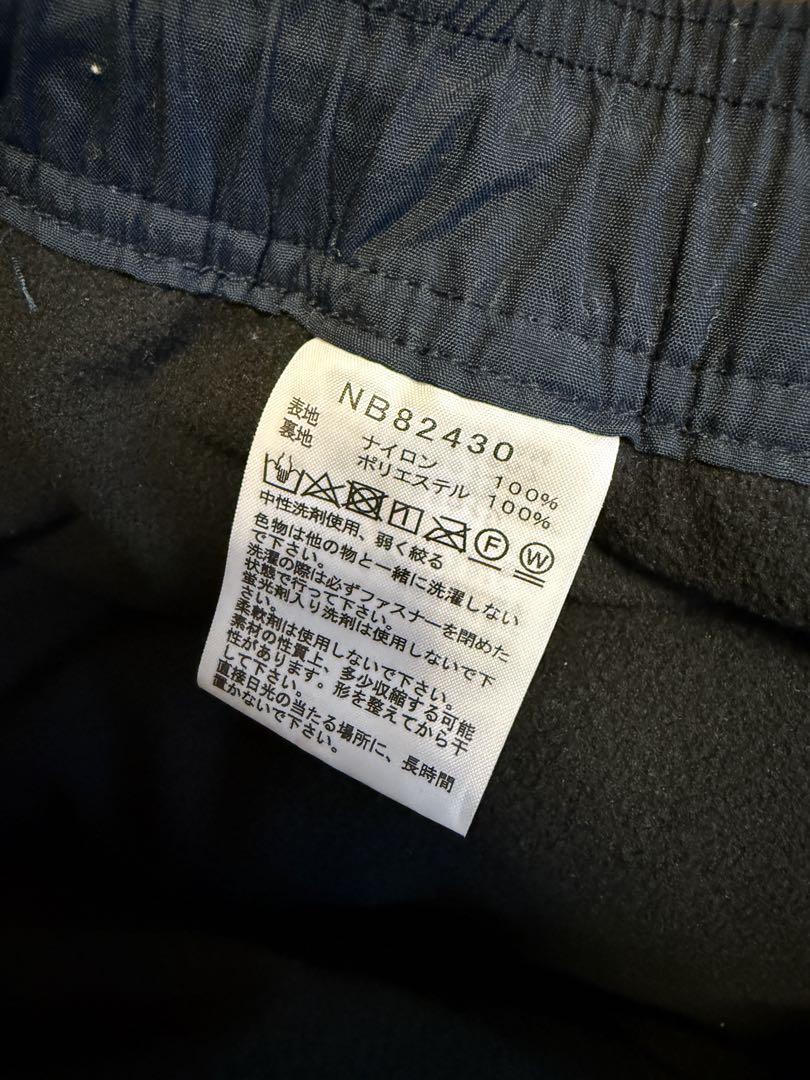 NB82430
表地 ナイロン 100%
裏地 ポリエステル 100%
F W
中性洗剤使用、弱く絞る
色物は他の物と一緒に洗濯しない
で下さい。
洗濯の際は必ずファスナーを閉めた
状態で行って下さい。
蛍光剤入り洗剤は使用しないで下
さい。
柔軟剤は使用しないで下さい。
素材の性質上、多少収縮する可能
性があります。形を整えてから干
して下さい。
直接日光の当たる場所に、長時間
置かないで下さい。